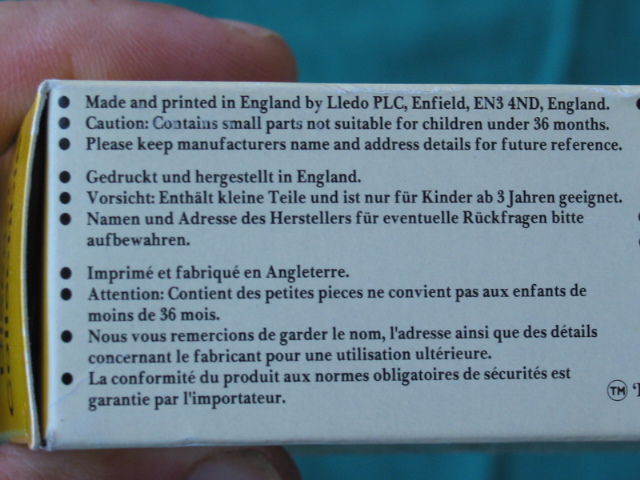 ● Made and printed in England by Lledo PLC, Enfield, EN3 4ND, England.
● Caution: Contains small parts not suitable for children under 36 months.
● Please keep manufacturers name and address details for future reference.
● Gedruckt und hergestellt in England.
● Vorsicht: Enthält kleine Teile und ist nur für Kinder ab 3 Jahren geeignet.
● Namen und Adresse des Herstellers für eventuelle Rückfragen bitte
aufbewahren.
● Imprimé et fabriqué en Angleterre.
● Attention: Contient des petites pieces ne convient pas aux enfants de
moins de 36 mois.
● Nous vous remercions de garder le nom, l'adresse ainsi que des détails
concernant le fabricant pour une utilisation ultérieure.
● La conformité du produit aux normes obligatoires de sécurités est
garantie par l'importateur.
TM